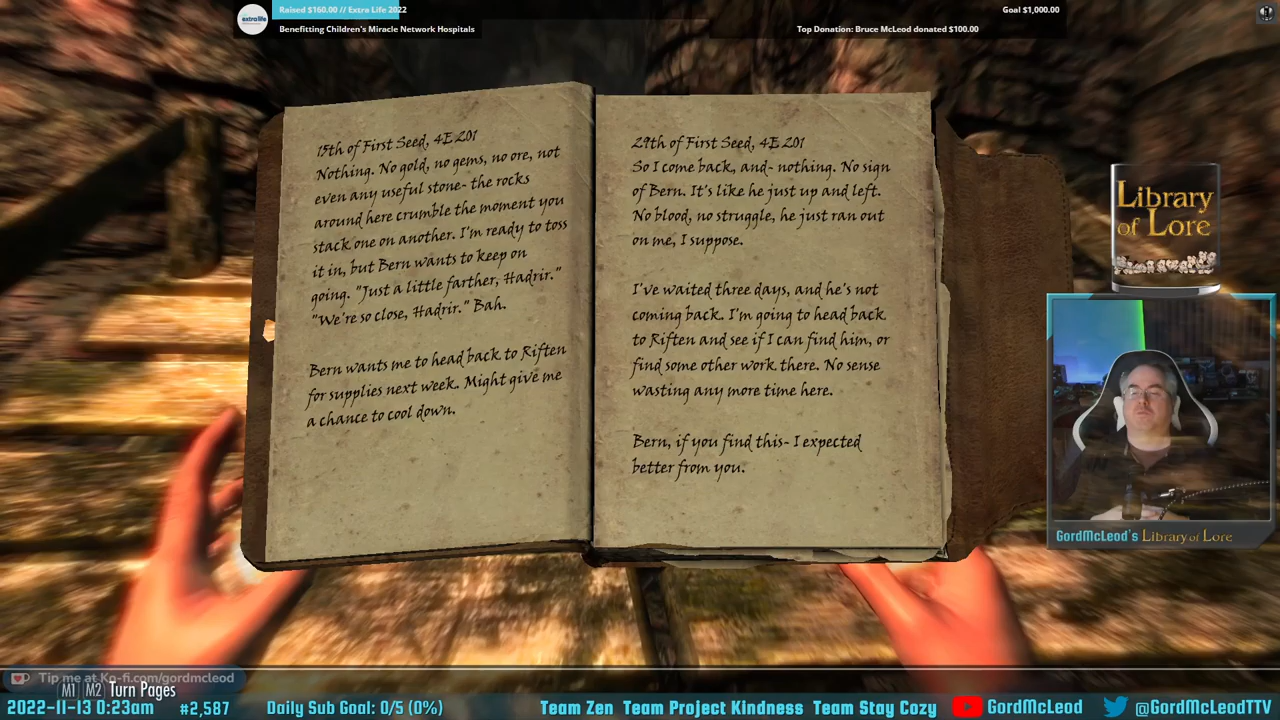 Raised $160.00 // Extra Life 2022
Goal $1,000.00
extralife
Benefitting Children's Miracle Network Hospitals
Top Donation: Bruce McLeod donated $100.00
15th of First Seed, 4E 201
Nothing. No gold, no gems, no ore, not
even any useful stone- the rocks
around here crumble the moment you
stack one on another. I'm ready to toss
it in, but Bern wants to keep on
going. "Just a little farther, Hadrir."
"We're so close, Hadrir." Bah.
Bern wants me to head back to Riften
for supplies next week. Might give me
a chance to cool down.
29th of First Seed, 4E 201
So I come back, and- nothing. No sign
of Bern. It's like he just up and left.
No blood, no struggle, he just ran out
on me, I suppose.
I've waited three days, and he's not
coming back. I'm going to head back
to Riften and see if I can find him, or
find some other work there. No sense
wasting any more time here.
Bern, if you find this- I expected
better from you.
Library
of Lore
GordMcLeod's Library of Lore
Tip me at Ko-fi.com/gordmcleod
M1 M2 Turn Pages
2022-11-13 0:23am #2,587 Daily Sub Goal: 0/5 (0%) Team Zen Team Project Kindness Team Stay Cozy GordMcLeod @GordMcLeodTTV